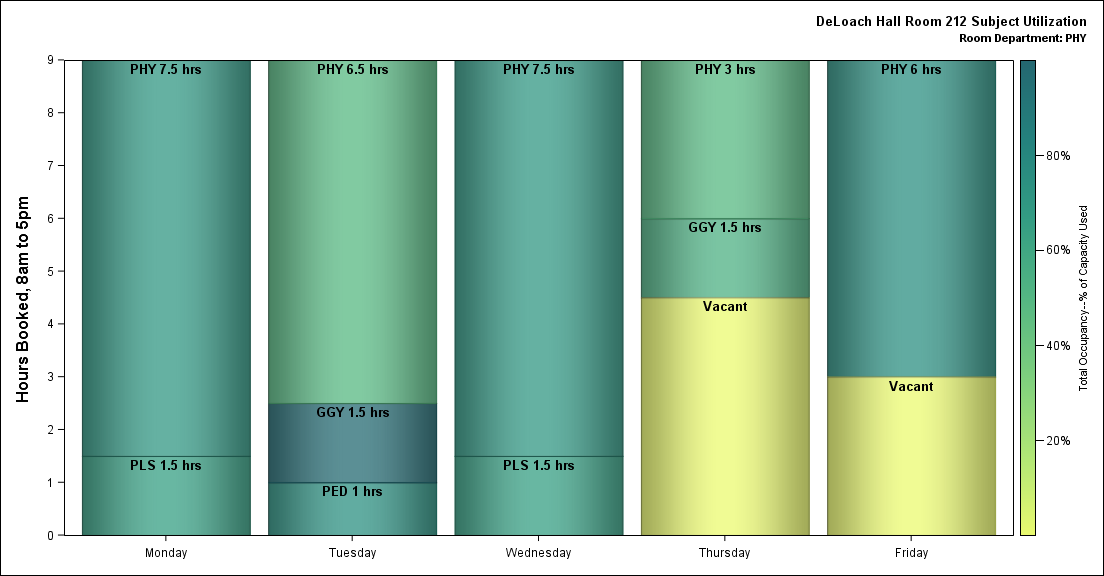 DeLoach Hall Room 212 Subject Utilization
Room Department: PHY
Hours Booked, 8am to 5pm
9
8
7
6
5
4
3
2
1
0
PHY 7.5 hrs
PLS 1.5 hrs
PHY 6.5 hrs
GGY 1.5 hrs
PED 1 hrs
PHY 7.5 hrs
PLS 1.5 hrs
PHY 3 hrs
GGY 1.5 hrs
Vacant
PHY 6 hrs
Vacant
Monday
Tuesday
Wednesday
Thursday
Friday
80%
60%
40%
20%
Total Occupancy--% of Capacity Used